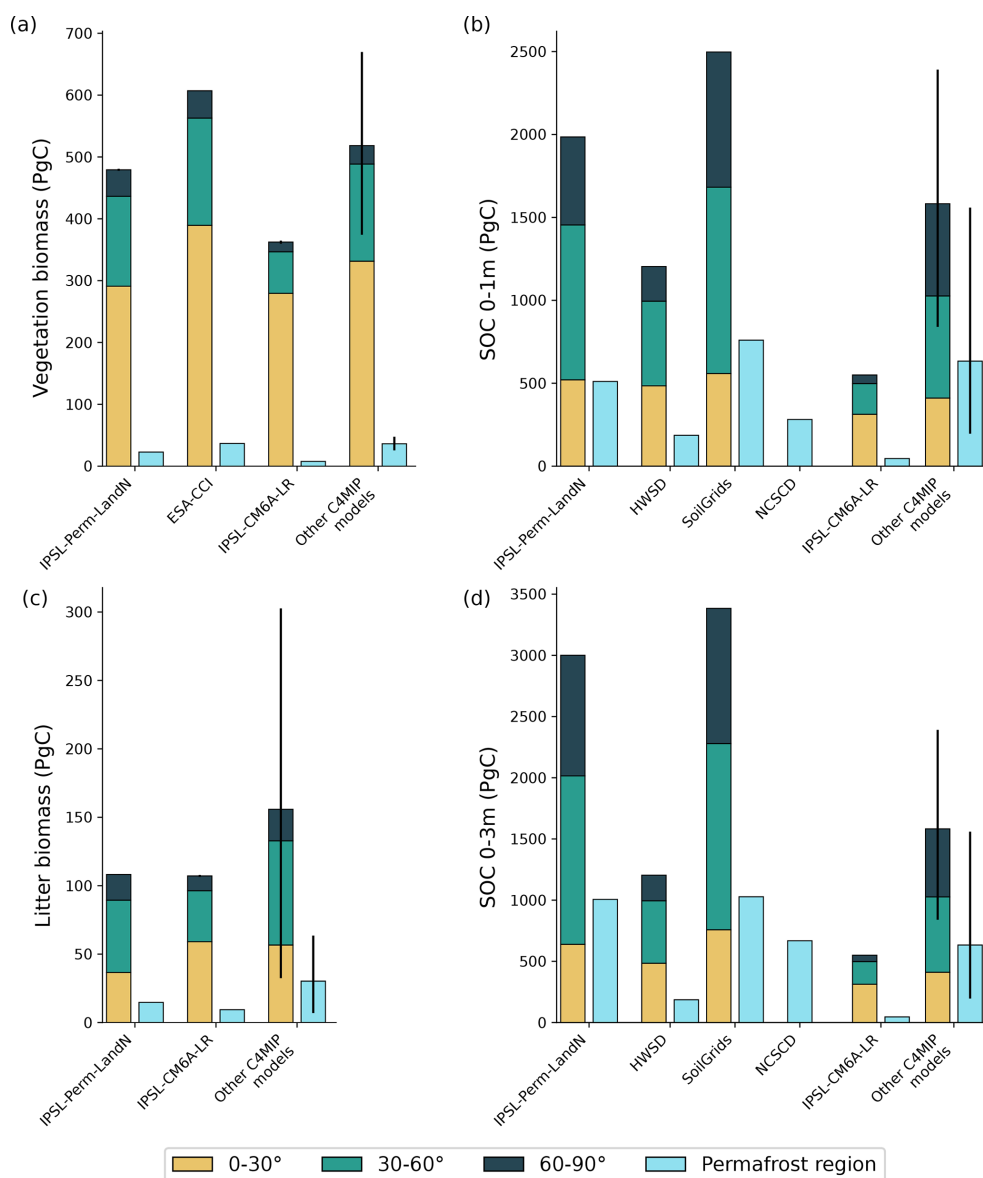 (a)
700
600
500
400
300
200
100
0
Vegetation biomass (PgC)
IPSL-Perm-LandN
ESA-CCI
IPSL-CM6A-LR
Other C4MIP
models
(b)
2500
2000
1500
1000
500
0
SOC 0-1m (PgC)
IPSL-Perm-LandN
HWSD
SoilGrids
NCSCD
IPSL-CM6A-LR
Other C4MIP
models
(c)
300
250
200
150
100
50
0
Litter biomass (PgC)
IPSL-Perm-LandN
IPSL-CM6A-LR
Other C4MIP
models
(d)
3500
3000
2500
2000
1500
1000
500
0
SOC 0-3m (PgC)
IPSL-Perm-LandN
HWSD
SoilGrids
NCSCD
IPSL-CM6A-LR
Other C4MIP
models
0-30° 30-60° 60-90° Permafrost region